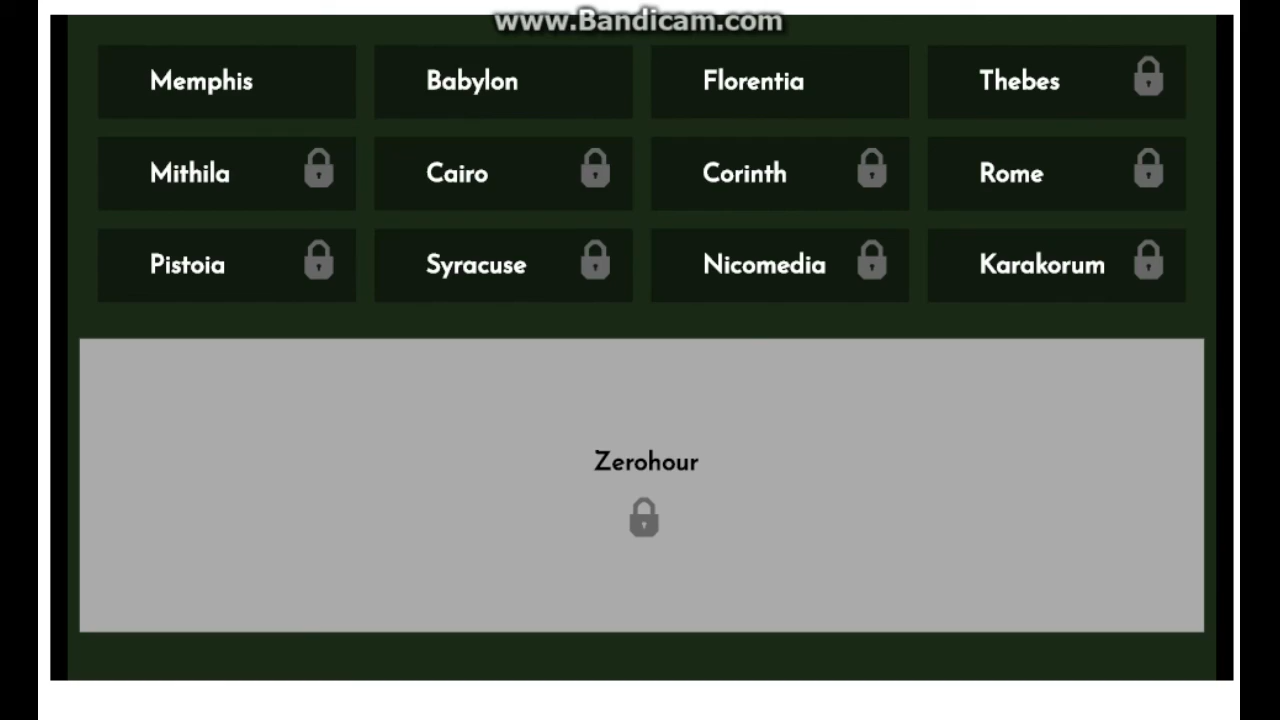 www.Bandicam.com
Memphis Babylon Florentia Thebes
Mithila Cairo Corinth Rome
Pistoia Syracuse Nicomedia Karakorum
Zerohour